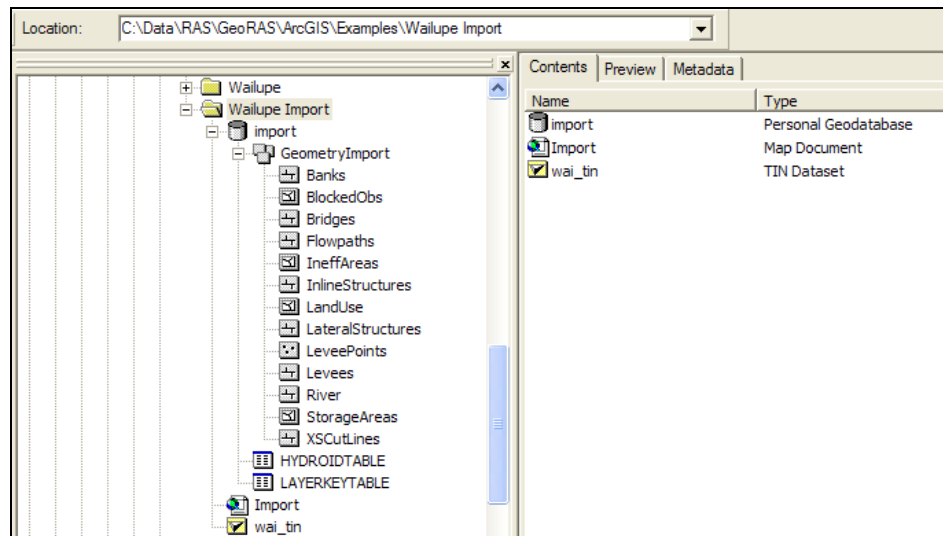 Location: C:\Data\RAS\GeoRAS\ArcGIS\Examples\Wailupe Import
x
Wailupe
Wailupe Import
import
GeometryImport
Banks
BlockedObs
Bridges
Flowpaths
IneffAreas
InlineStructures
LandUse
LateralStructures
LeveePoints
Levees
River
StorageAreas
XSCutLines
HYDROIDTABLE
LAYERKEYTABLE
Import
wai_tin
Contents Preview Metadata
Name Type
import Personal Geodatabase
Import Map Document
wai_tin TIN Dataset